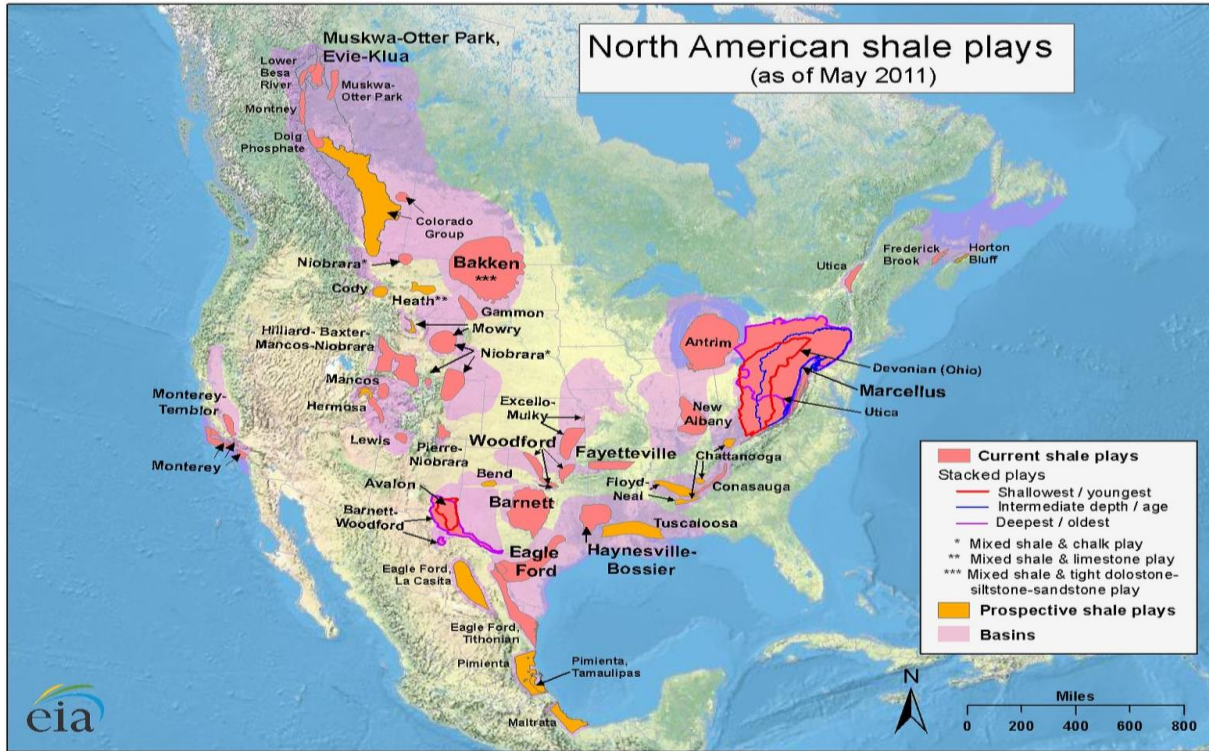 North American shale plays
(as of May 2011)
Muskwa-Otter Park,
Evie-Klua
Lower
Besa
River
Muskwa-
Otter Park
Montney
Doig
Phosphate
Colorado
Group
Niobrara*
Bakken
***
Cody
Heath**
Gammon
Mowry
Hilliard- Baxter-
Mancos-Niobrara
Niobrara*
Mancos
Hermosa
Monterey-
Temblor
Monterey
Lewis
Pierre-
Niobrara
Excello-
Mulky
Woodford
Fayetteville
New
Albany
Antrim
Utica
Frederick
Brook
Horton
Bluff
Devonian (Ohio)
Marcellus
Utica
Chattanooga
Bend
Avalon
Barnett
Floyd-
Neal
Conasauga
Barnett-
Woodford
Tuscaloosa
Eagle
Ford
Haynesville-
Bossier
Eagle Ford,
La Casita
Eagle Ford,
Tithonian
Pimienta
Pimienta,
Tamaulipas
Maltrata
Current shale plays
Stacked plays
Shallowest / youngest
Intermediate depth / age
Deepest / oldest
* Mixed shale & chalk play
** Mixed shale & limestone play
*** Mixed shale & tight dolostone-
siltstone-sandstone play
Prospective shale plays
Basins
N
Miles
0 200 400 600 800
eia